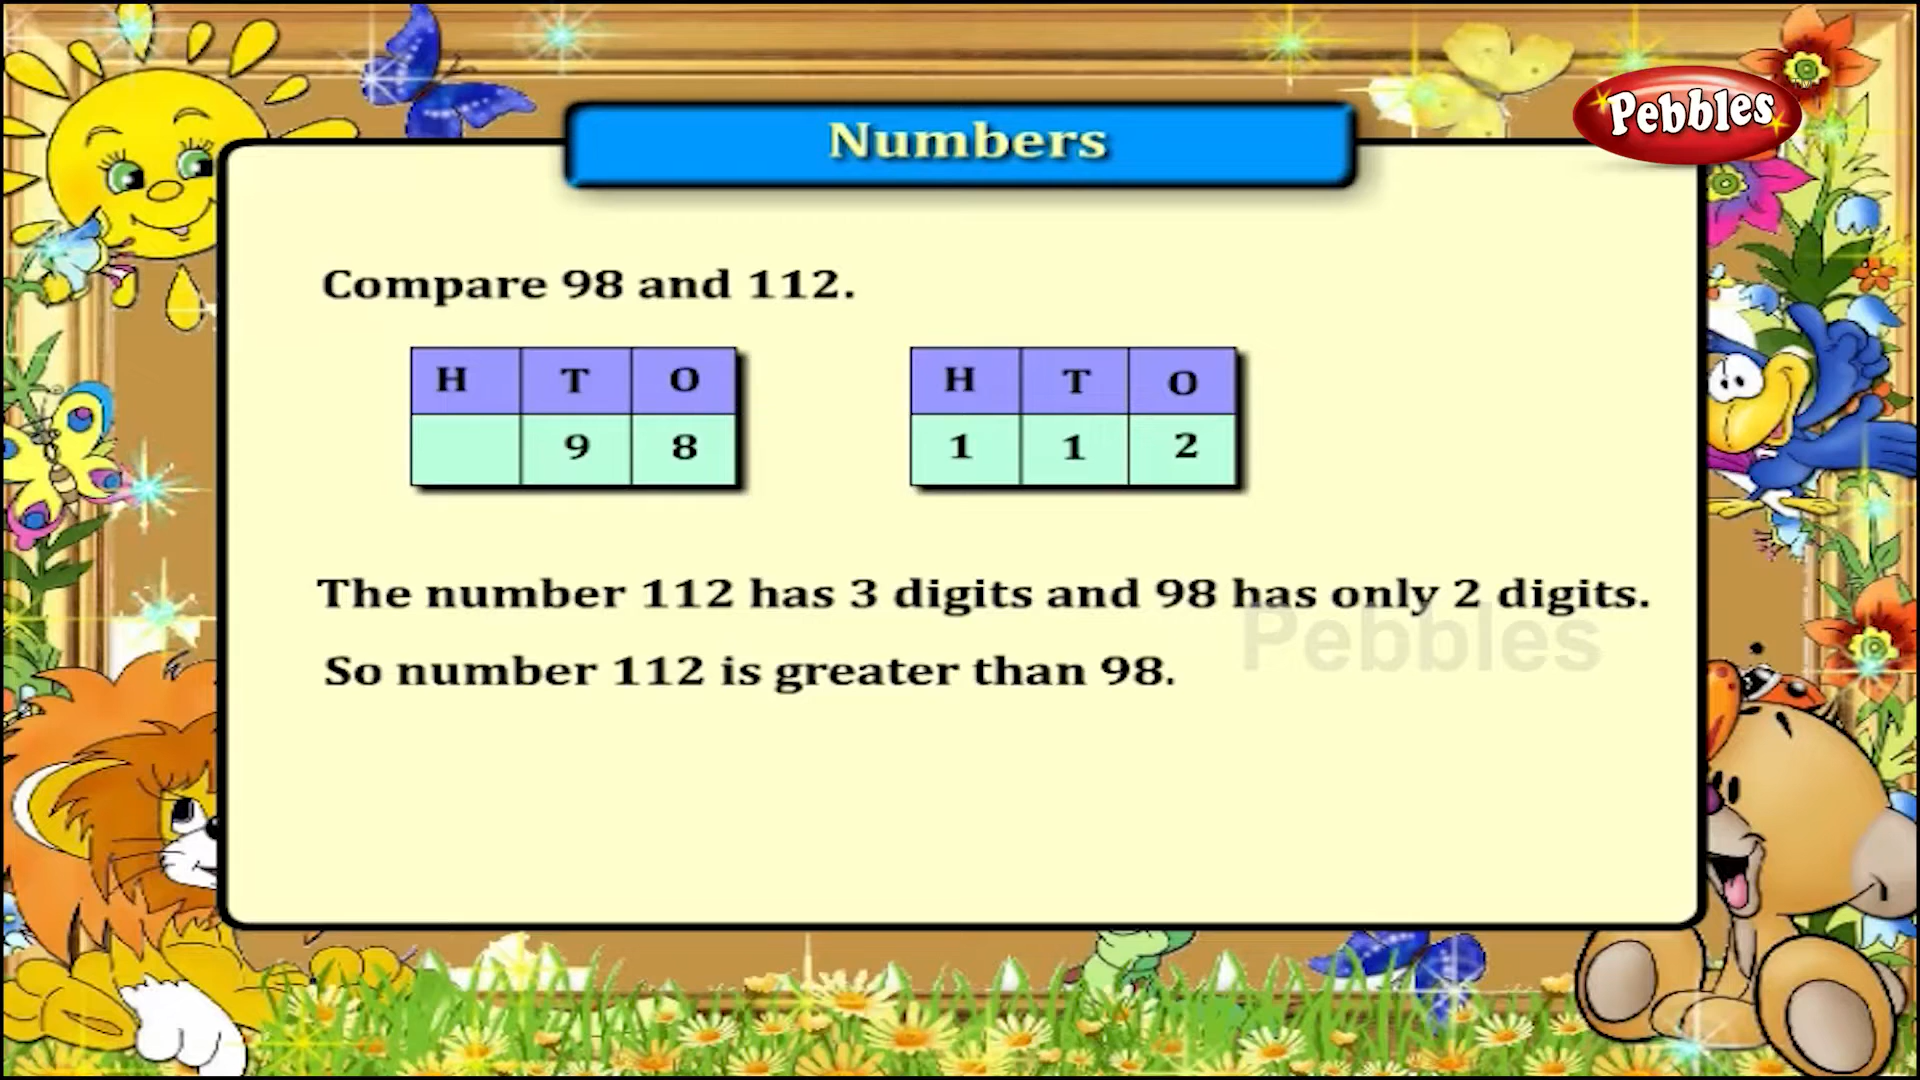 Numbers
Pebbles
Compare 98 and 112.
H T O
9 8
H T O
1 1 2
The number 112 has 3 digits and 98 has only 2 digits.
Pebbles
So number 112 is greater than 98.